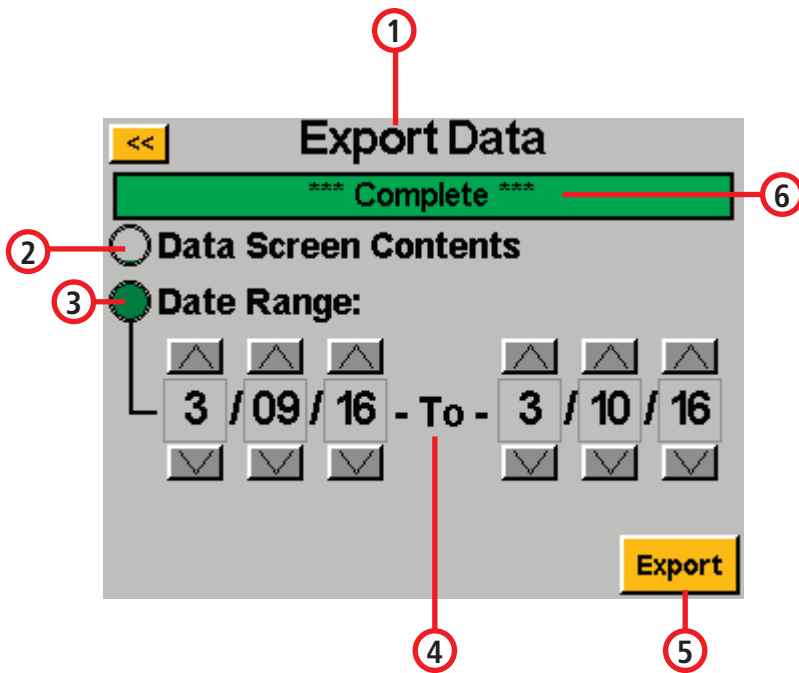 1
<< Export Data
*** Complete *** 6
2 Data Screen Contents
3 Date Range:
3 / 09 / 16 - To - 3 / 10 / 16
Export
4 5